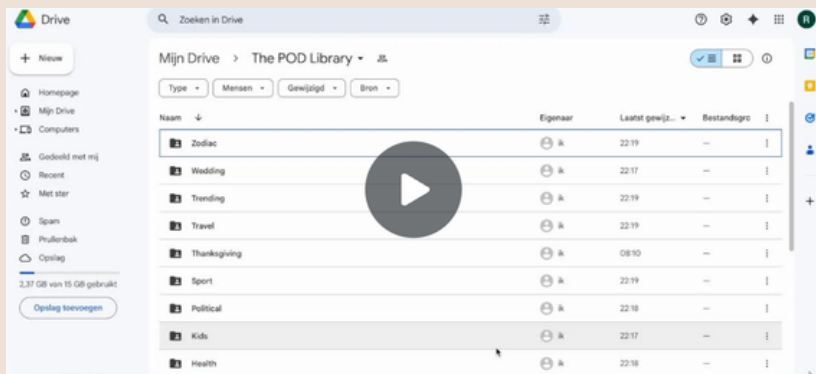 Drive
Zoeken in Drive
R
Nieuw
Mijn Drive > The POD Library
Homepage
Mijn Drive
Computers
Gedeeld met mij
Recent
Met ster
Spam
Prullenbak
Opslag
2,37 GB van 15 GB gebruikt
Opslag toevoegen
Type Mensen Gewijzigd Bron
Naam Eigenaar Laatst gewijz... Bestandsgro
Zodiac ik 22:19 —
Wedding ik 22:17 —
Trending ik 22:19 —
Travel ik 22:19 —
Thanksgiving ik 08:10 —
Sport ik 22:19 —
Political ik 22:18 —
Kids ik 22:17 —
Health ik 22:18 —